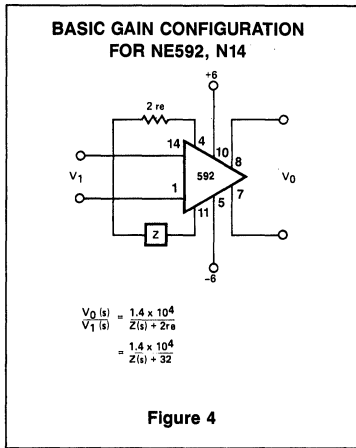 BASIC GAIN CONFIGURATION
FOR NE592, N14
+6
2 re
14
4
10
8
V1
592
V0
1
11
5
7
Z
-6
V0 (s) / V1 (s) = 1.4 x 10^4 / Z(s) + 2re
= 1.4 x 10^4 / Z(s) + 32
Figure 4